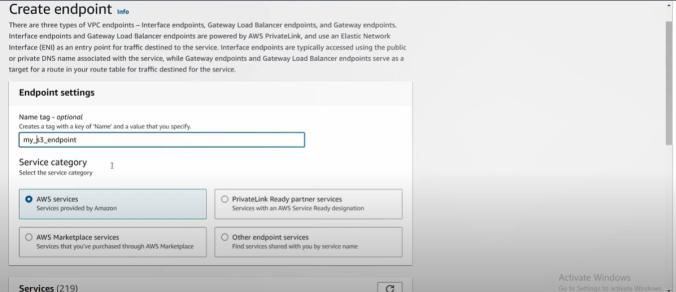 Create endpoint Info
There are three types of VPC endpoints – Interface endpoints, Gateway Load Balancer endpoints, and Gateway endpoints.
Interface endpoints and Gateway Load Balancer endpoints are powered by AWS PrivateLink, and use an Elastic Network
Interface (ENI) as an entry point for traffic destined to the service. Interface endpoints are typically accessed using the public
or private DNS name associated with the service, while Gateway endpoints and Gateway Load Balancer endpoints serve as a
target for a route in your route table for traffic destined for the service.
Endpoint settings
Name tag - optional
Creates a tag with a key of 'Name' and a value that you specify.
my_s3_endpoint
Service category
Select the service category
AWS services
Services provided by Amazon
PrivateLink Ready partner services
Services with an AWS Service Ready designation
AWS Marketplace services
Services that you've purchased through AWS Marketplace
Other endpoint services
Find services shared with you by service name
Services (219)
Activate Windows
Go to Settings to activate Windows.